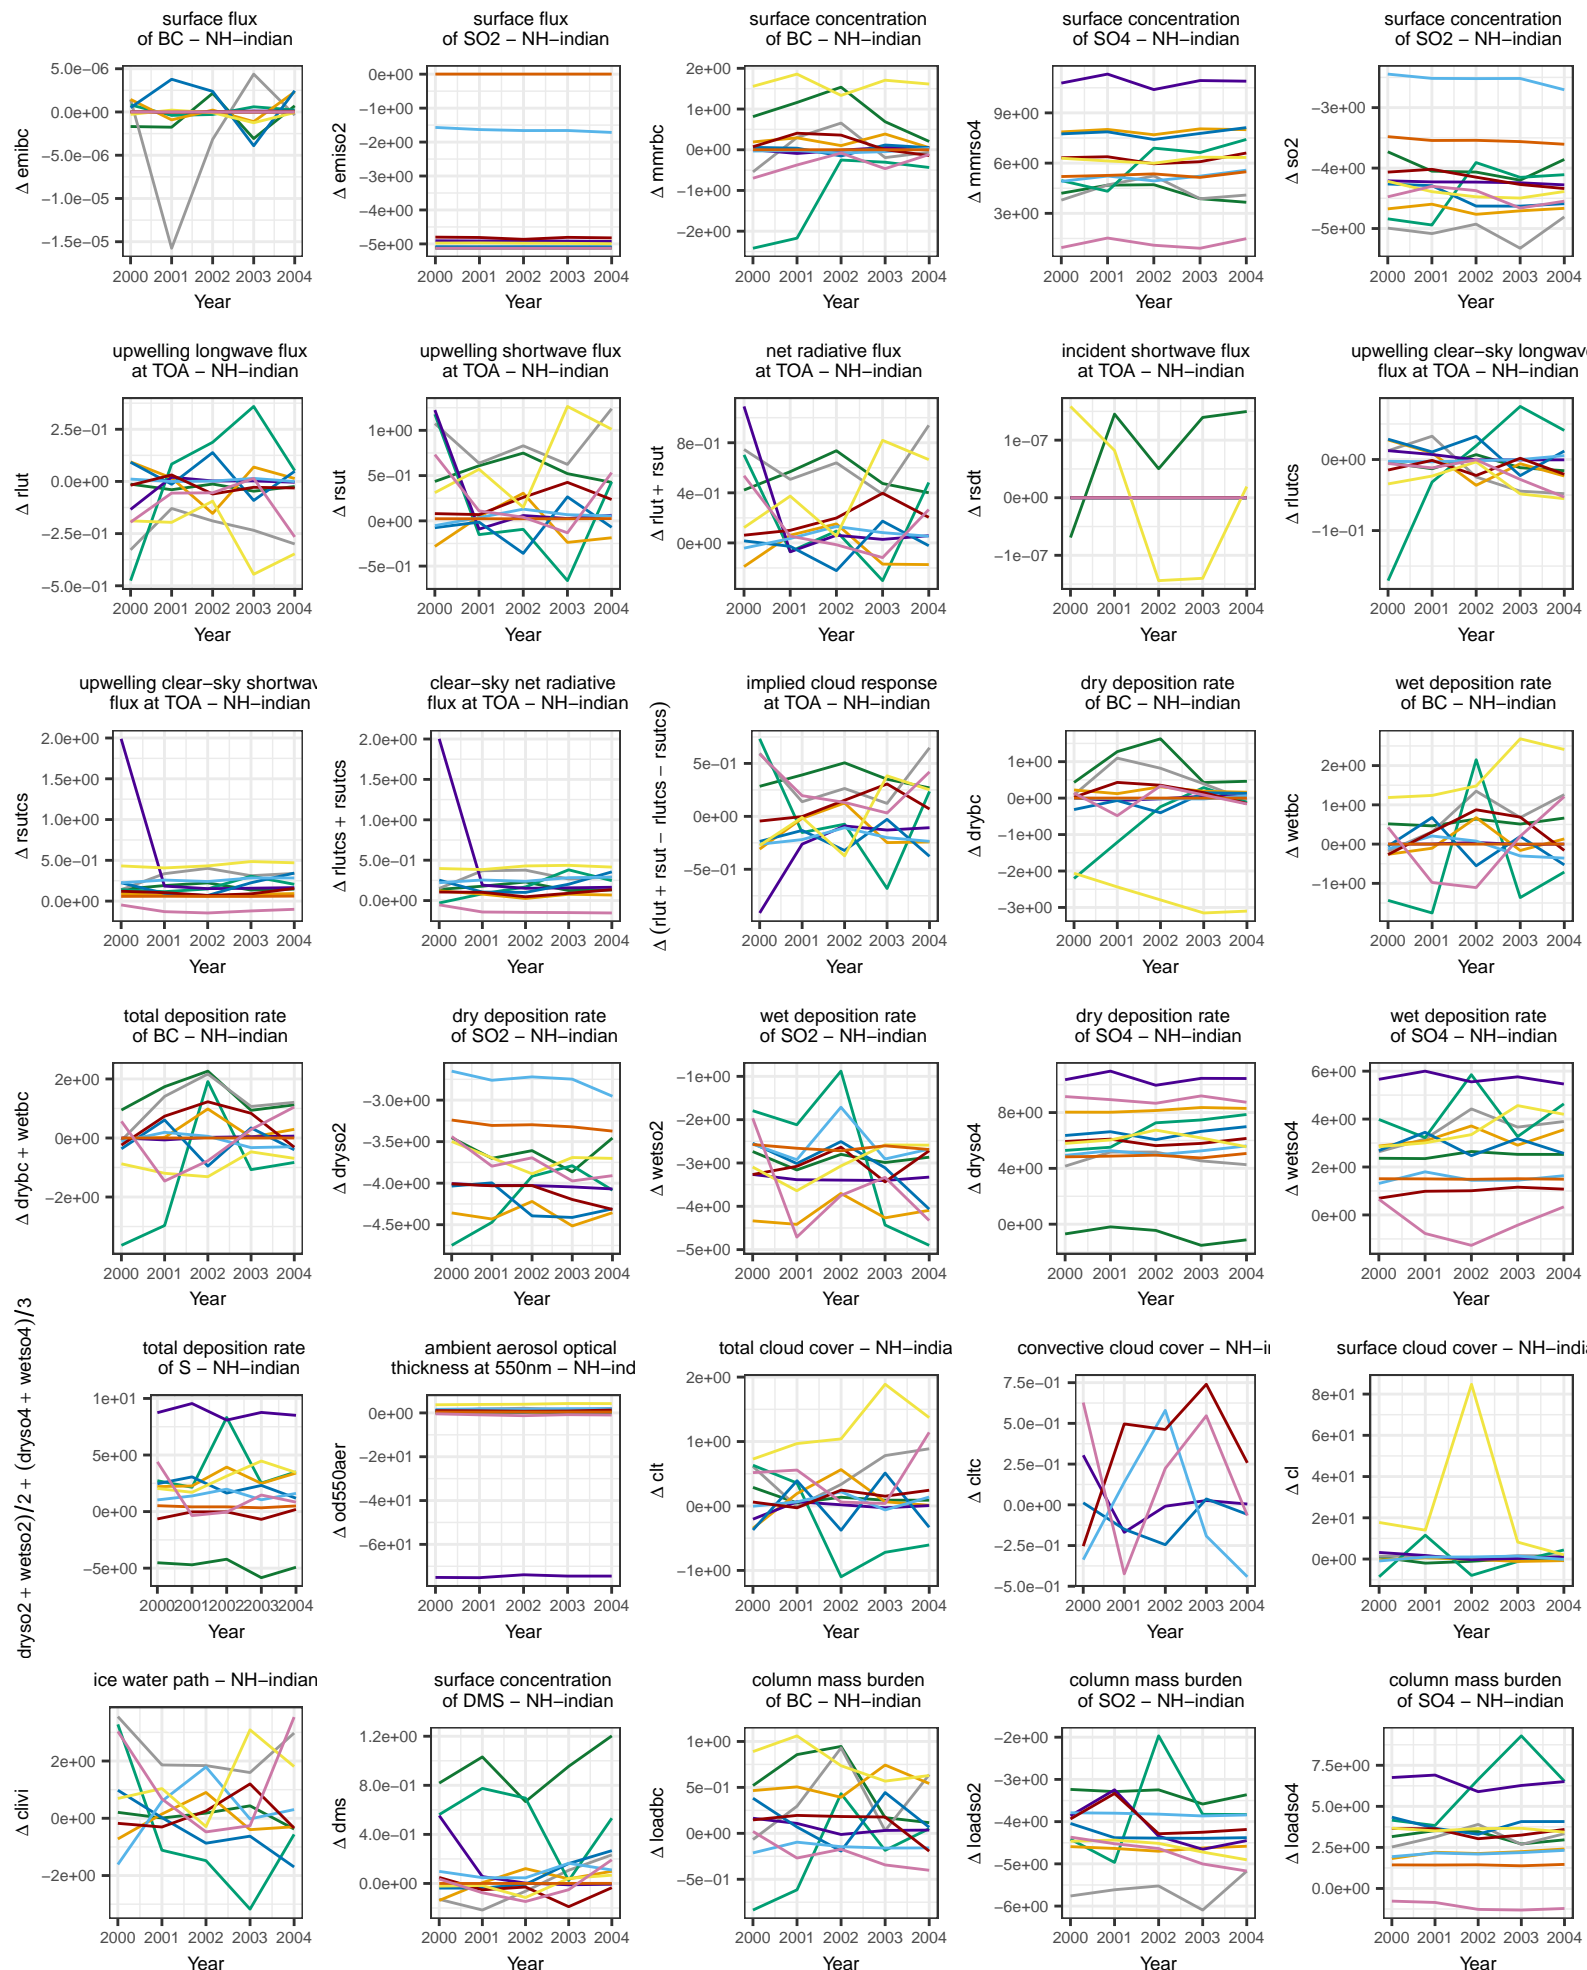 surface flux
of BC − NH−indian
Δ emibc
5.0e−06
0.0e+00
−5.0e−06
−1.0e−05
−1.5e−05
2000 2001 2002 2003 2004
Year
surface flux
of SO2 − NH−indian
Δ emiso2
0e+00
−1e+00
−2e+00
−3e+00
−4e+00
−5e+00
2000 2001 2002 2003 2004
Year
surface concentration
of BC − NH−indian
Δ mmrbc
2e+00
1e+00
0e+00
−1e+00
−2e+00
2000 2001 2002 2003 2004
Year
surface concentration
of SO4 − NH−indian
Δ mmrso4
9e+00
6e+00
3e+00
2000 2001 2002 2003 2004
Year
surface concentration
of SO2 − NH−indian
Δ so2
−3e+00
−4e+00
−5e+00
2000 2001 2002 2003 2004
Year
upwelling longwave flux
at TOA − NH−indian
Δ rlut
2.5e−01
0.0e+00
−2.5e−01
−5.0e−01
2000 2001 2002 2003 2004
Year
upwelling shortwave flux
at TOA − NH−indian
Δ rsut
1e+00
5e−01
0e+00
−5e−01
2000 2001 2002 2003 2004
Year
net radiative flux
at TOA − NH−indian
Δ rlut + rsut
8e−01
4e−01
0e+00
2000 2001 2002 2003 2004
Year
incident shortwave flux
at TOA − NH−indian
Δ rsdt
1e−07
0e+00
−1e−07
2000 2001 2002 2003 2004
Year
upwelling clear−sky longwave
flux at TOA − NH−indian
Δ rlutcs
0e+00
−1e−01
2000 2001 2002 2003 2004
Year
upwelling clear−sky shortwav
flux at TOA − NH−indian
Δ rsutcs
2.0e+00
1.5e+00
1.0e+00
5.0e−01
0.0e+00
2000 2001 2002 2003 2004
Year
clear−sky net radiative
flux at TOA − NH−indian
Δ rlutcs + rsutcs
2.0e+00
1.5e+00
1.0e+00
5.0e−01
0.0e+00
2000 2001 2002 2003 2004
Year
implied cloud response
at TOA − NH−indian
Δ (rlut + rsut − rlutcs − rsutcs)
5e−01
0e+00
−5e−01
2000 2001 2002 2003 2004
Year
dry deposition rate
of BC − NH−indian
Δ drybc
1e+00
0e+00
−1e+00
−2e+00
−3e+00
2000 2001 2002 2003 2004
Year
wet deposition rate
of BC − NH−indian
Δ wetbc
2e+00
1e+00
0e+00
−1e+00
2000 2001 2002 2003 2004
Year
total deposition rate
of BC − NH−indian
Δ drybc + wetbc
2e+00
0e+00
−2e+00
2000 2001 2002 2003 2004
Year
dry deposition rate
of SO2 − NH−indian
Δ dryso2
−3.0e+00
−3.5e+00
−4.0e+00
−4.5e+00
2000 2001 2002 2003 2004
Year
wet deposition rate
of SO2 − NH−indian
Δ wetso2
−1e+00
−2e+00
−3e+00
−4e+00
−5e+00
2000 2001 2002 2003 2004
Year
dry deposition rate
of SO4 − NH−indian
Δ dryso4
8e+00
4e+00
0e+00
2000 2001 2002 2003 2004
Year
wet deposition rate
of SO4 − NH−indian
Δ wetso4
6e+00
4e+00
2e+00
0e+00
2000 2001 2002 2003 2004
Year
total deposition rate
of S − NH−indian
dryso2 + wetso2)/2 + (dryso4 + wetso4)/3
1e+01
5e+00
0e+00
−5e+00
2000 2001 2002 2003 2004
Year
ambient aerosol optical
thickness at 550nm − NH−ind
Δ od550aer
0e+00
−2e+01
−4e+01
−6e+01
2000 2001 2002 2003 2004
Year
total cloud cover − NH−india
Δ clt
2e+00
1e+00
0e+00
−1e+00
2000 2001 2002 2003 2004
Year
convective cloud cover − NH−i
Δ cltc
7.5e−01
5.0e−01
2.5e−01
0.0e+00
−2.5e−01
−5.0e−01
2000 2001 2002 2003 2004
Year
surface cloud cover − NH−indi
Δ cl
8e+01
6e+01
4e+01
2e+01
0e+00
2000 2001 2002 2003 2004
Year
ice water path − NH−indian
Δ clivi
2e+00
0e+00
−2e+00
2000 2001 2002 2003 2004
Year
surface concentration
of DMS − NH−indian
Δ dms
1.2e+00
8.0e−01
4.0e−01
0.0e+00
2000 2001 2002 2003 2004
Year
column mass burden
of BC − NH−indian
Δ loadbc
1e+00
5e−01
0e+00
−5e−01
2000 2001 2002 2003 2004
Year
column mass burden
of SO2 − NH−indian
Δ loadso2
−2e+00
−3e+00
−4e+00
−5e+00
−6e+00
2000 2001 2002 2003 2004
Year
column mass burden
of SO4 − NH−indian
Δ loadso4
7.5e+00
5.0e+00
2.5e+00
0.0e+00
2000 2001 2002 2003 2004
Year